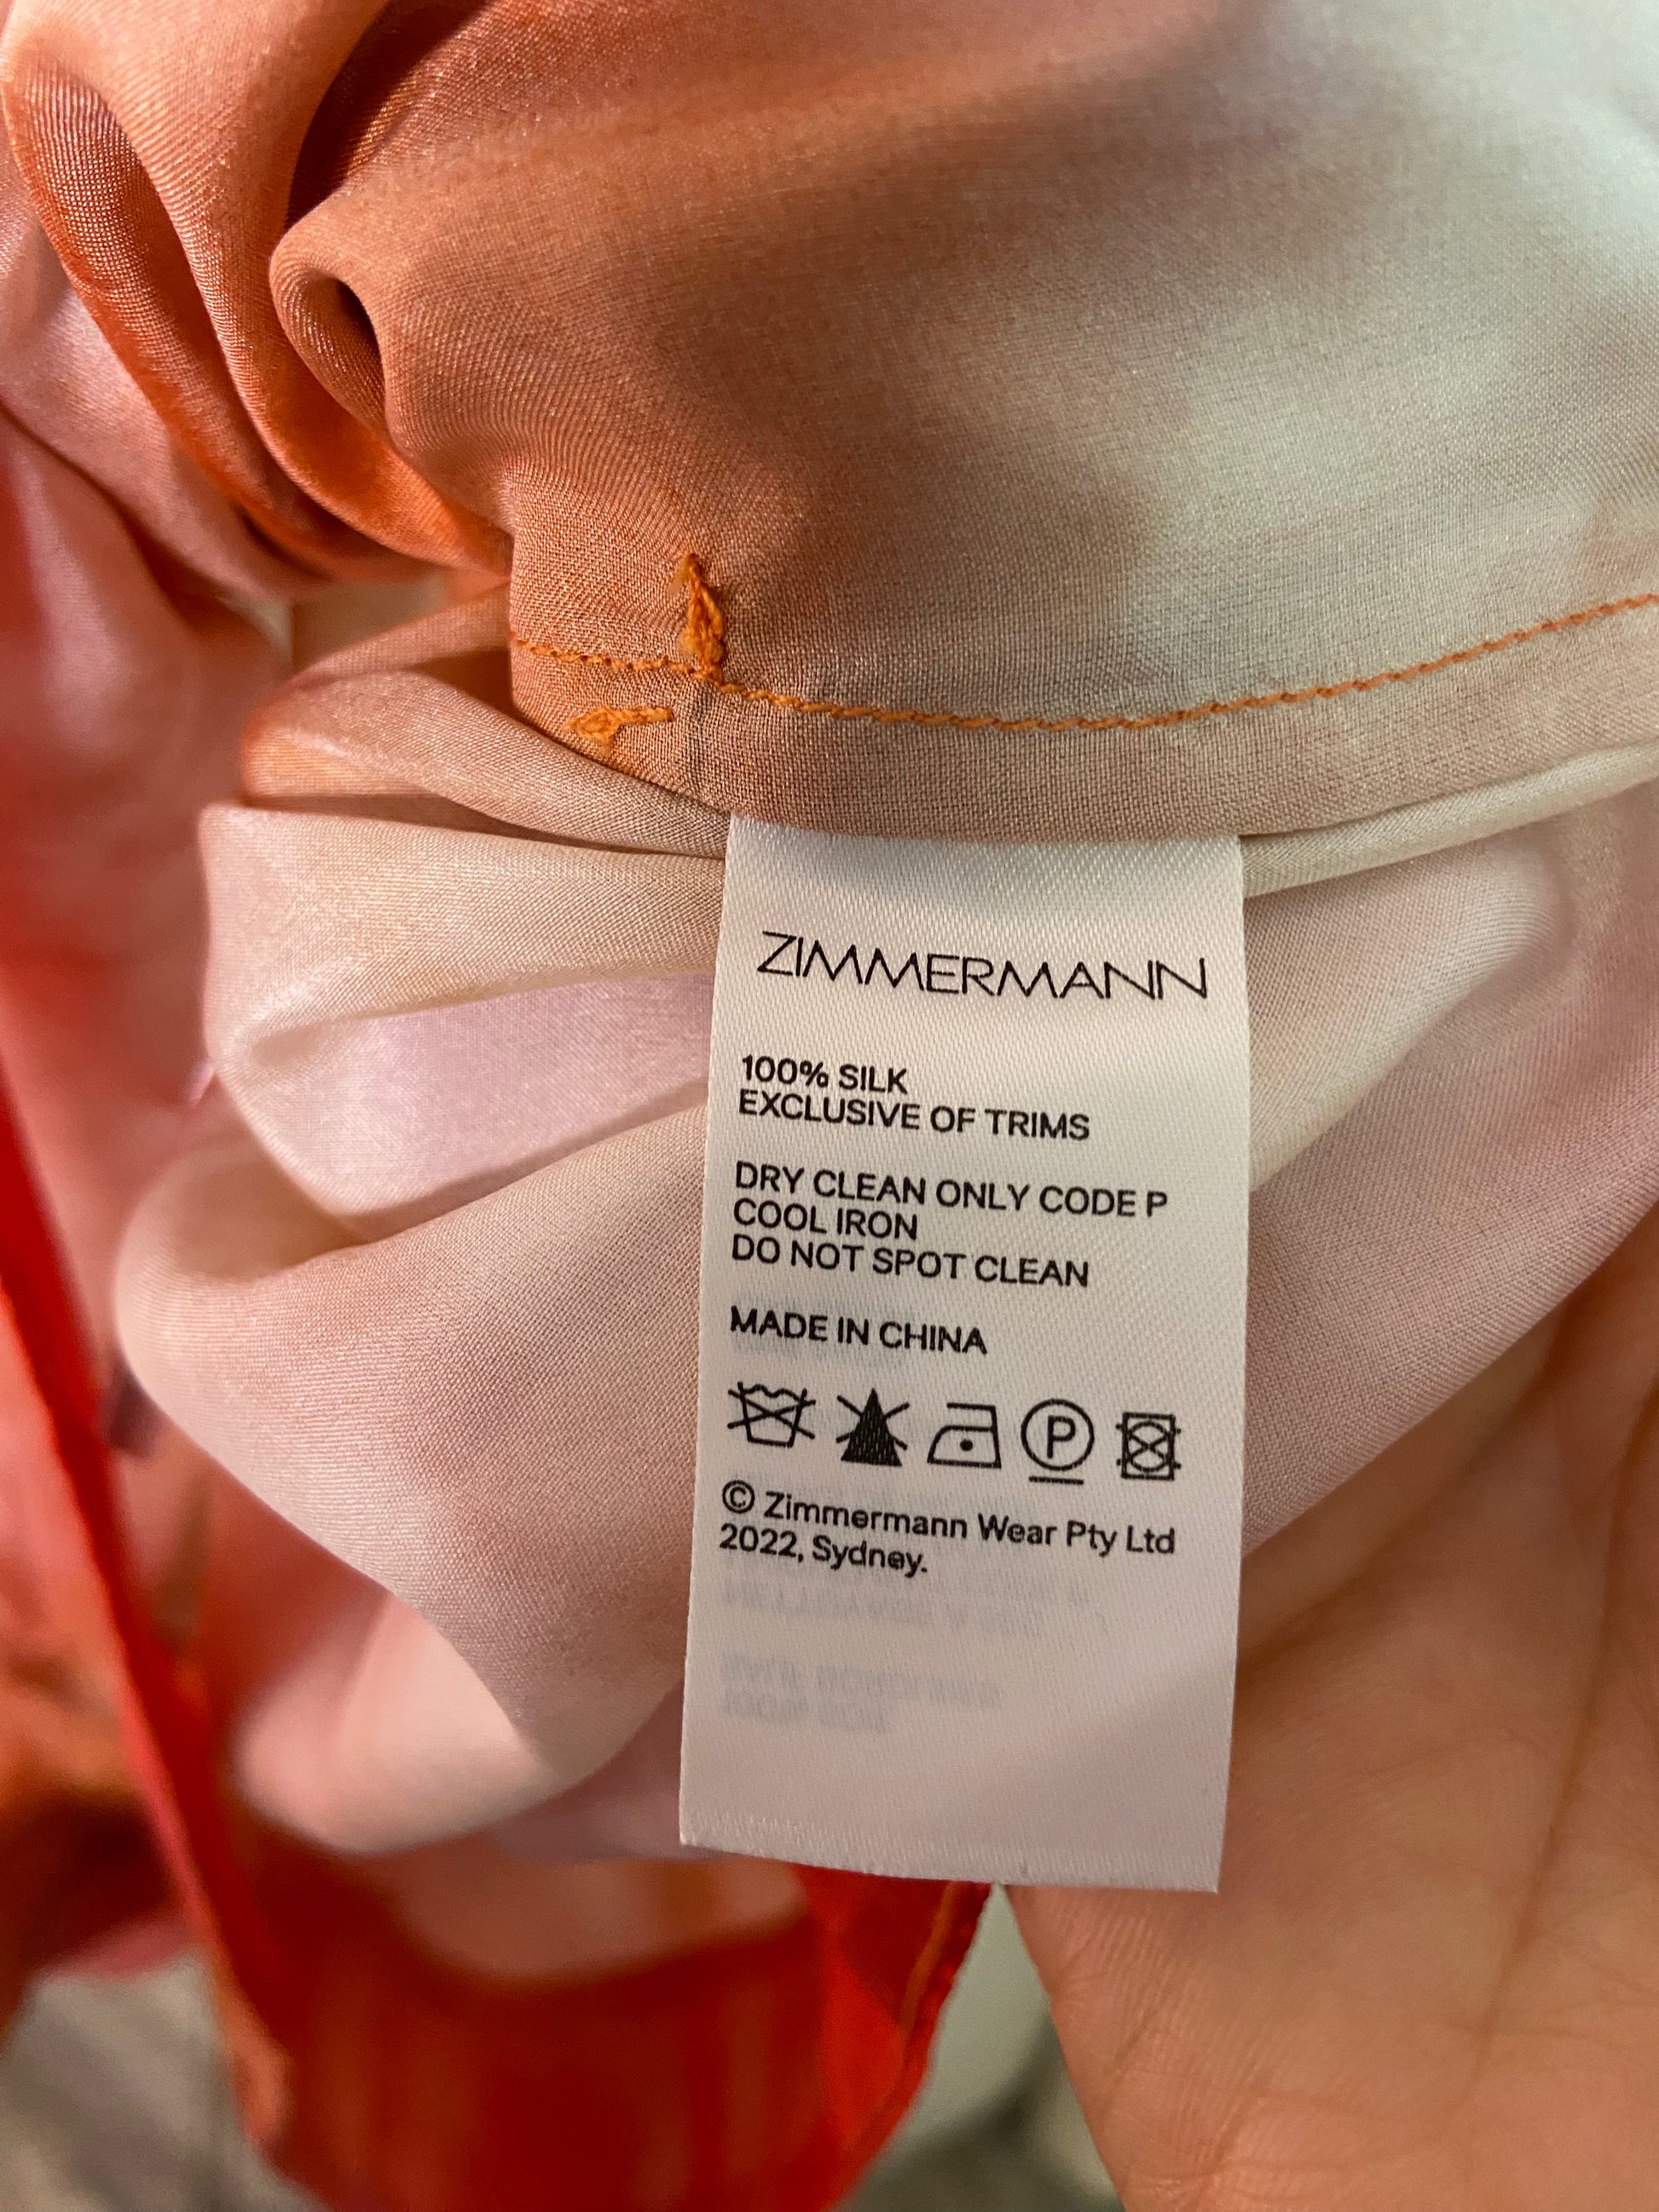 ZIMMERMANN
100% SILK
EXCLUSIVE OF TRIMS
DRY CLEAN ONLY CODE P
COOL IRON
DO NOT SPOT CLEAN
MADE IN CHINA
P
© Zimmermann Wear Pty Ltd
2022, Sydney.